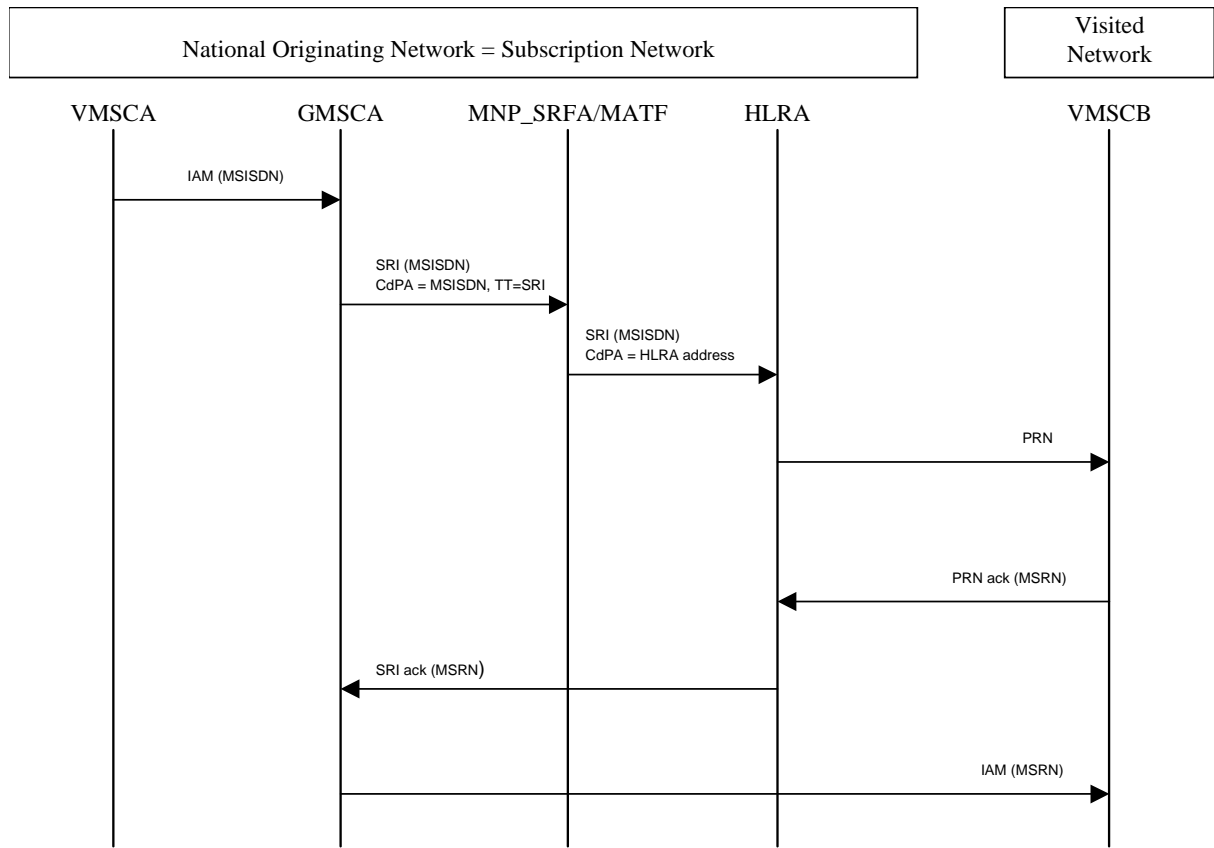 National Originating Network = Subscription Network
Visited
Network
VMSCA
GMSCA
MNP_SRFA/MATF
HLRA
VMSCB
IAM (MSISDN)
SRI (MSISDN)
CdPA = MSISDN, TT=SRI
SRI (MSISDN)
CdPA = HLRA address
PRN
PRN ack (MSRN)
SRI ack (MSRN)
IAM (MSRN)